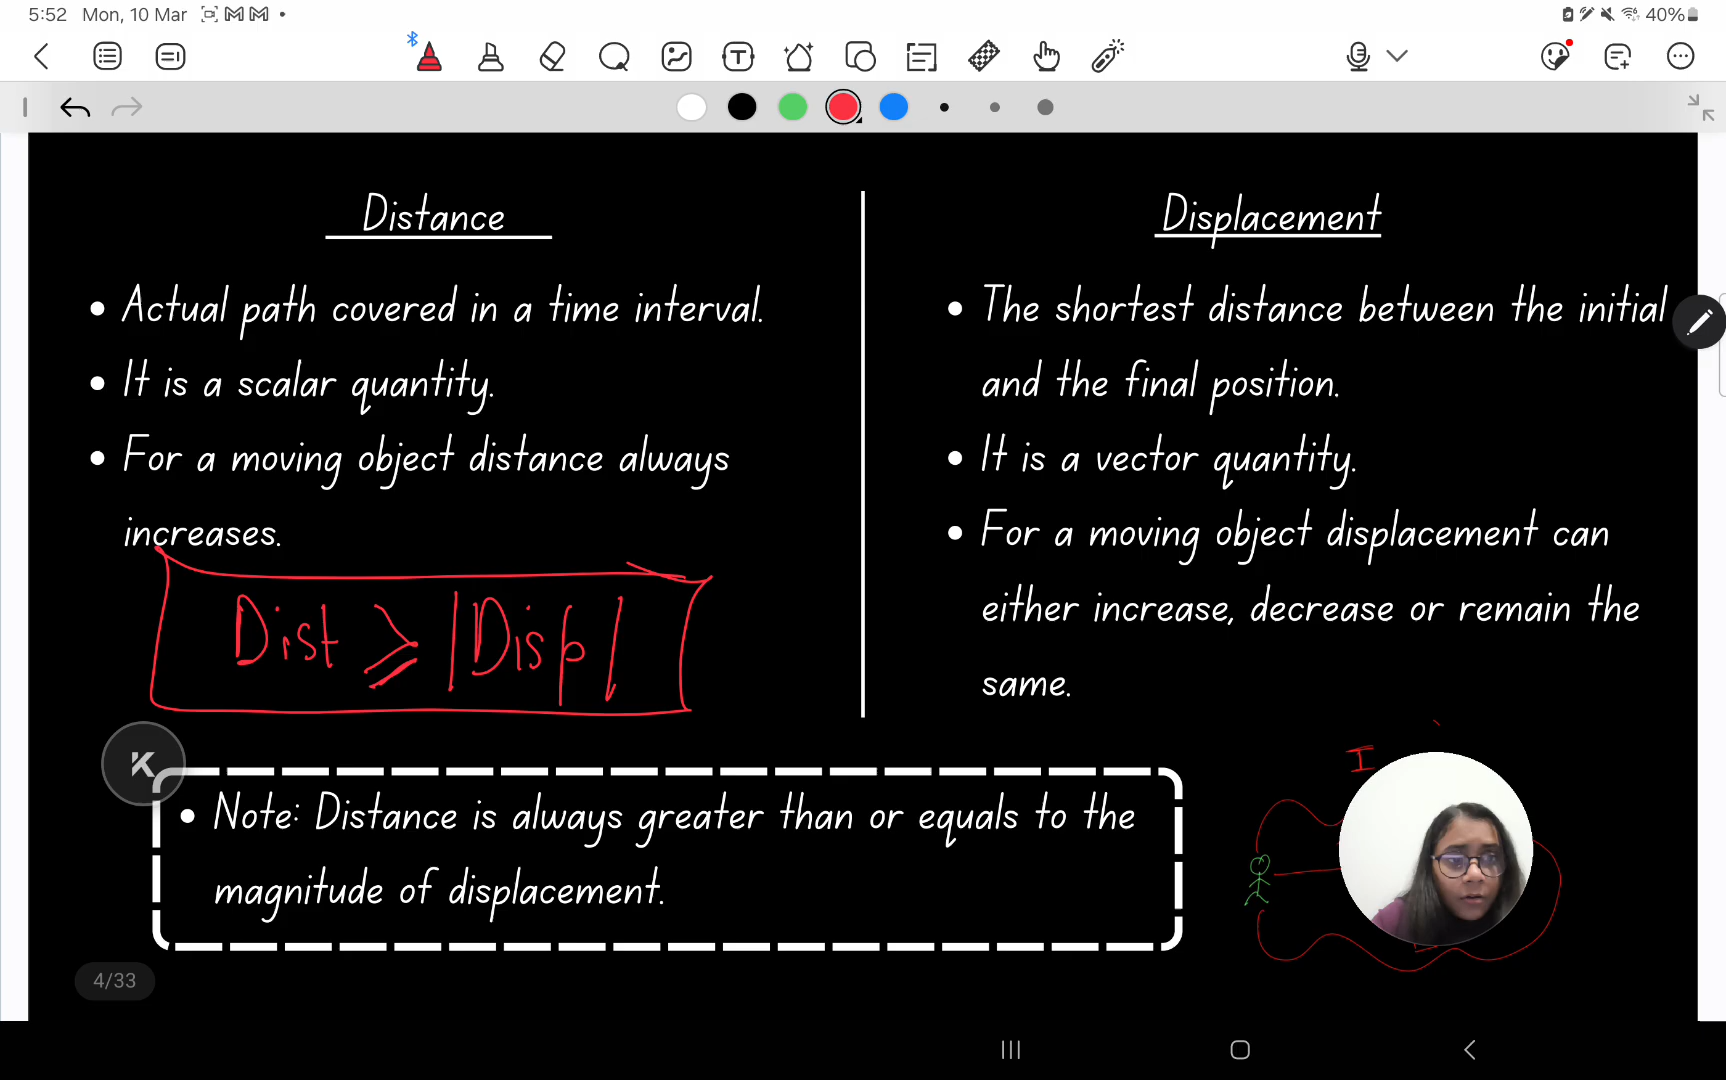 5:52 Mon, 10 Mar
40%
Distance
• Actual path covered in a time interval.
• It is a scalar quantity.
• For a moving object distance always
increases.
Dist ≥ |Disp|
Displacement
• The shortest distance between the initial
and the final position.
• It is a vector quantity.
• For a moving object displacement can
either increase, decrease or remain the
same.
I
K
• Note: Distance is always greater than or equals to the
magnitude of displacement.
4/33